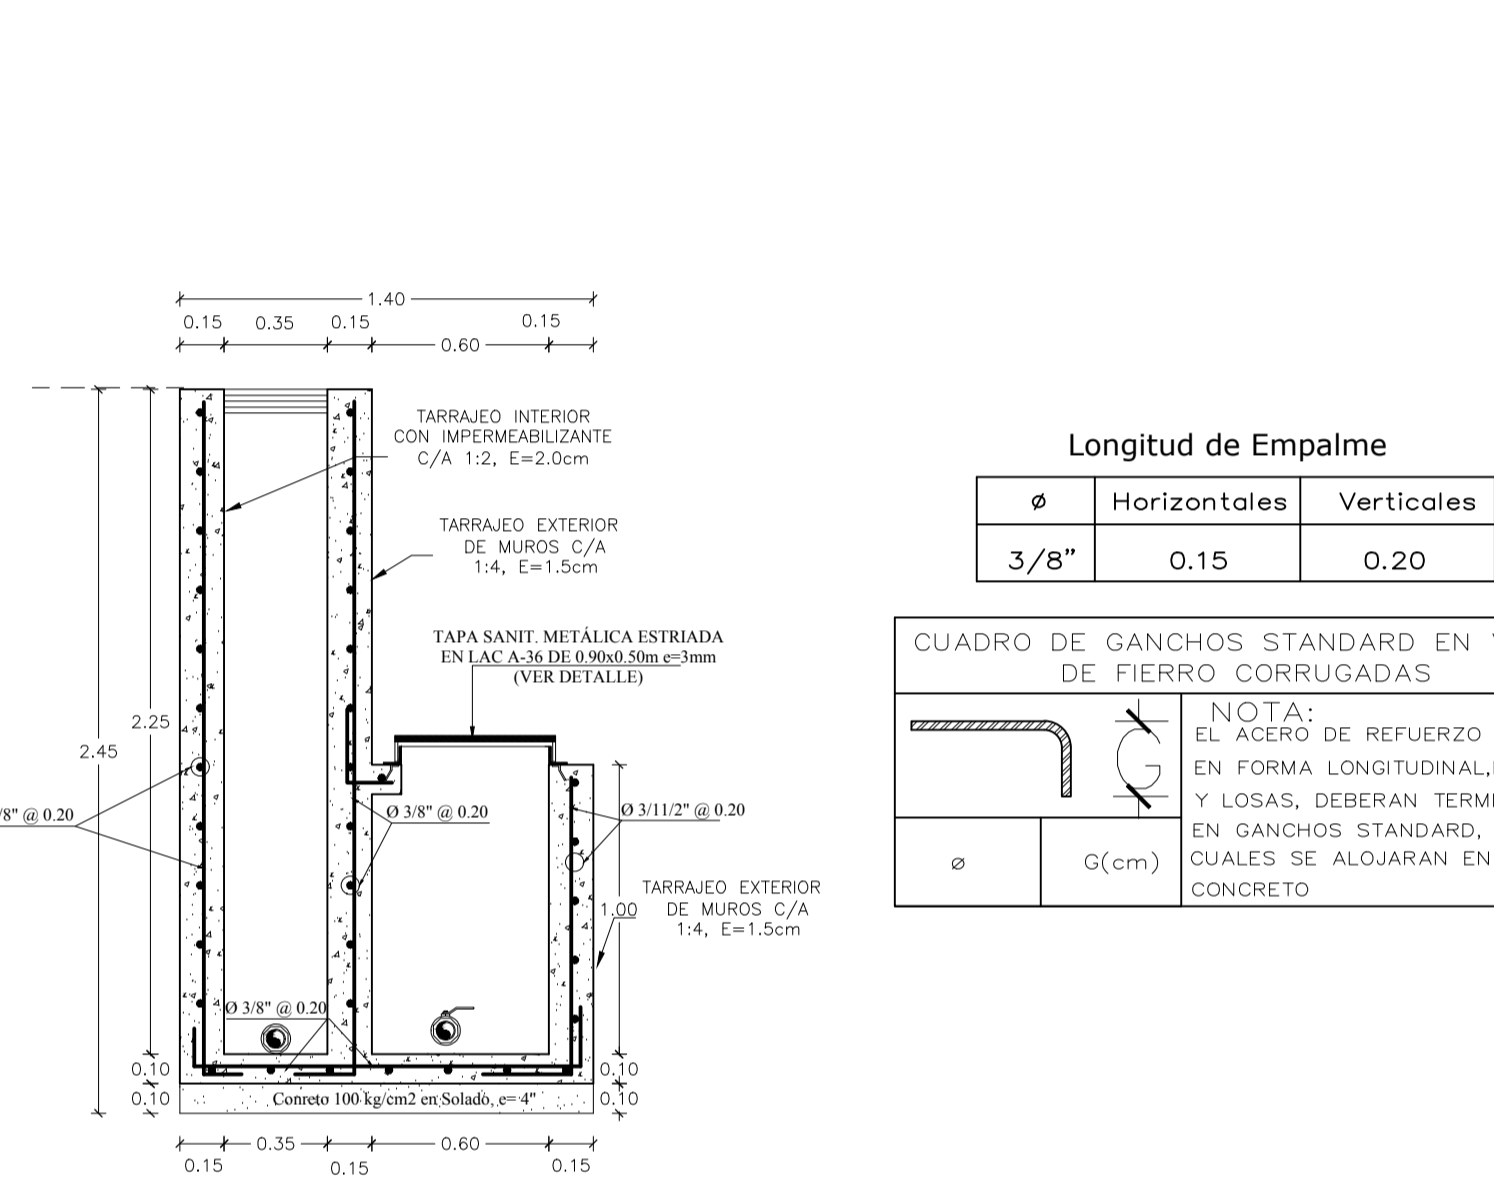 1.40
0.15 0.35 0.15 0.15
0.60
TARRAJEO INTERIOR
CON IMPERMEABILIZANTE
C/A 1:2, E=2.0cm
TARRAJEO EXTERIOR
DE MUROS C/A
1:4, E=1.5cm
TAPA SANIT. METÁLICA ESTRIADA
EN LAC A-36 DE 0.90x0.50m e=3mm
(VER DETALLE)
2.25
2.45
/8" @ 0.20
Ø 3/8" @ 0.20
Ø 3/11/2" @ 0.20
TARRAJEO EXTERIOR
DE MUROS C/A
1:4, E=1.5cm
1.00
Ø 3/8" @ 0.20
0.10 0.10
0.10 0.10
Conreto 100 kg/cm2 en Solado, e= 4"
0.35 0.60
0.15 0.15 0.15
Longitud de Empalme
Ø Horizontales Verticales
3/8" 0.15 0.20
CUADRO DE GANCHOS STANDARD EN
DE FIERRO CORRUGADAS
G
NOTA:
EL ACERO DE REFUERZO
EN FORMA LONGITUDINAL,
Y LOSAS, DEBERAN TERM
EN GANCHOS STANDARD,
CUALES SE ALOJARAN EN
CONCRETO
Ø G(cm)